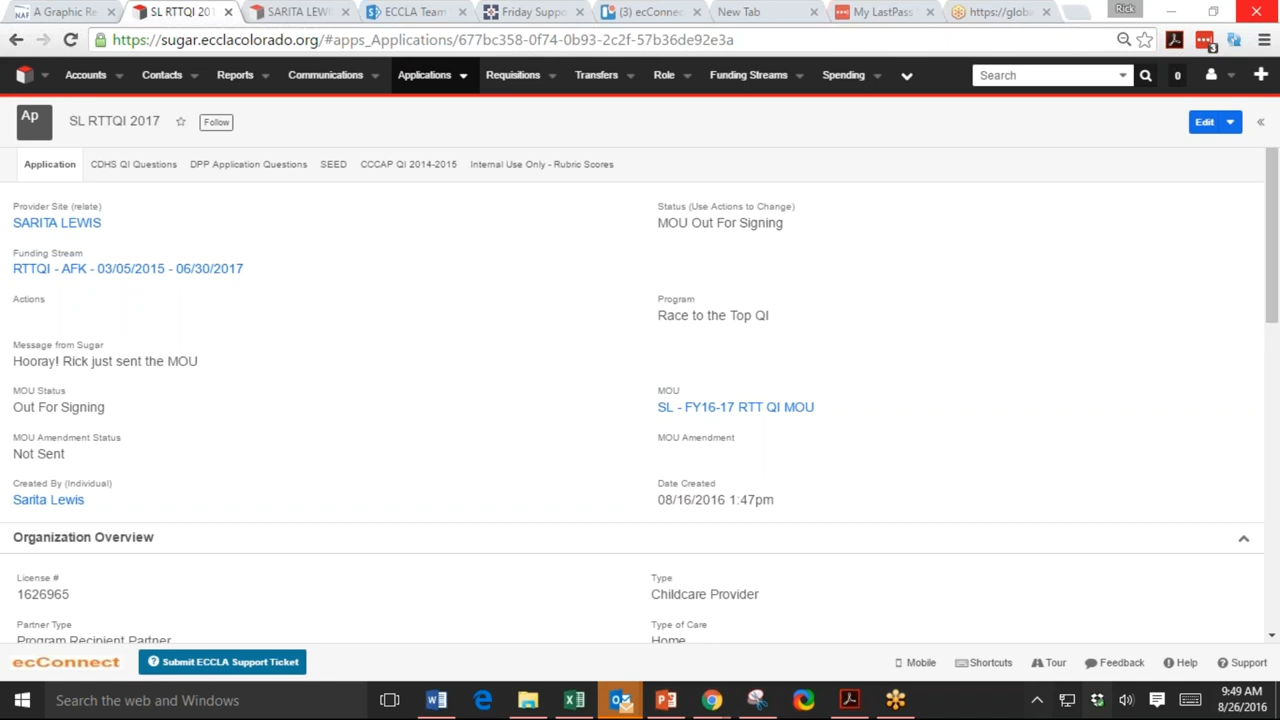 A Graphic Re
SL RTTQI 201
SARITA LEWI
ECCLA Team
Friday Suppo
(3) ecConnec
New Tab
My LastPass
https://globa
Rick
https://sugar.ecclacolorado.org/#apps_Applications/677bc358-0f74-0b93-2c2f-57b36de92e3a
3
Accounts Contacts Reports Communications Applications Requisitions Transfers Role Funding Streams Spending Search 0
Ap
SL RTTQI 2017
Follow
Edit
Application CDHS QI Questions DPP Application Questions SEED CCCAP QI 2014-2015 Internal Use Only - Rubric Scores
Provider Site (relate)
SARITA LEWIS
Status (Use Actions to Change)
MOU Out For Signing
Funding Stream
RTTQI - AFK - 03/05/2015 - 06/30/2017
Actions
Program
Race to the Top QI
Message from Sugar
Hooray! Rick just sent the MOU
MOU Status
Out For Signing
MOU
SL - FY16-17 RTT QI MOU
MOU Amendment Status
Not Sent
MOU Amendment
Created By (Individual)
Sarita Lewis
Date Created
08/16/2016 1:47pm
Organization Overview
License #
1626965
Type
Childcare Provider
Partner Type
Program Recipient Partner
Type of Care
Home
ecConnect
Submit ECCLA Support Ticket
Mobile Shortcuts Tour Feedback Help Support
Search the web and Windows
9:49 AM
8/26/2016